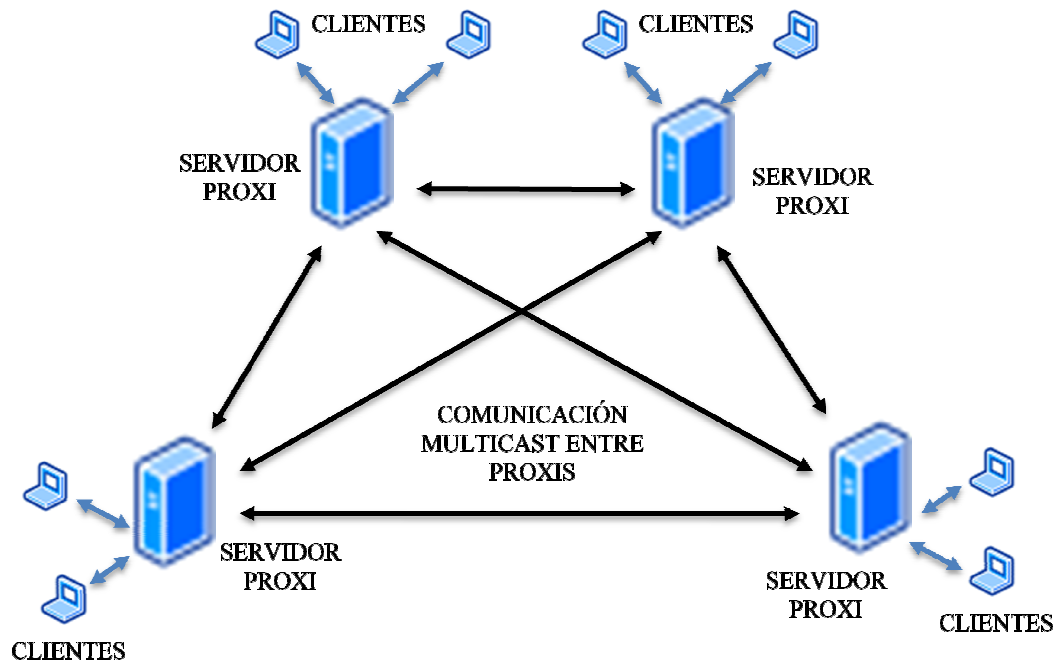 CLIENTES
CLIENTES
SERVIDOR
PROXI
SERVIDOR
PROXI
COMUNICACIÓN
MULTICAST ENTRE
PROXIS
SERVIDOR
PROXI
SERVIDOR
PROXI
CLIENTES
CLIENTES